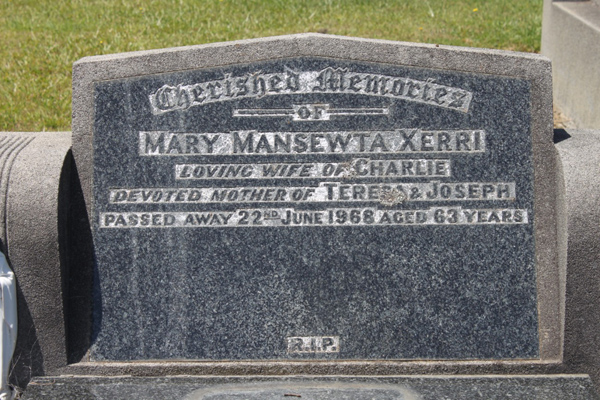 Cherished Memories
OF
MARY MANSEWTA XERRI
LOVING WIFE OF CHARLIE
DEVOTED MOTHER OF TERESA & JOSEPH
PASSED AWAY 22ND JUNE 1968 AGED 63 YEARS
R.I.P.